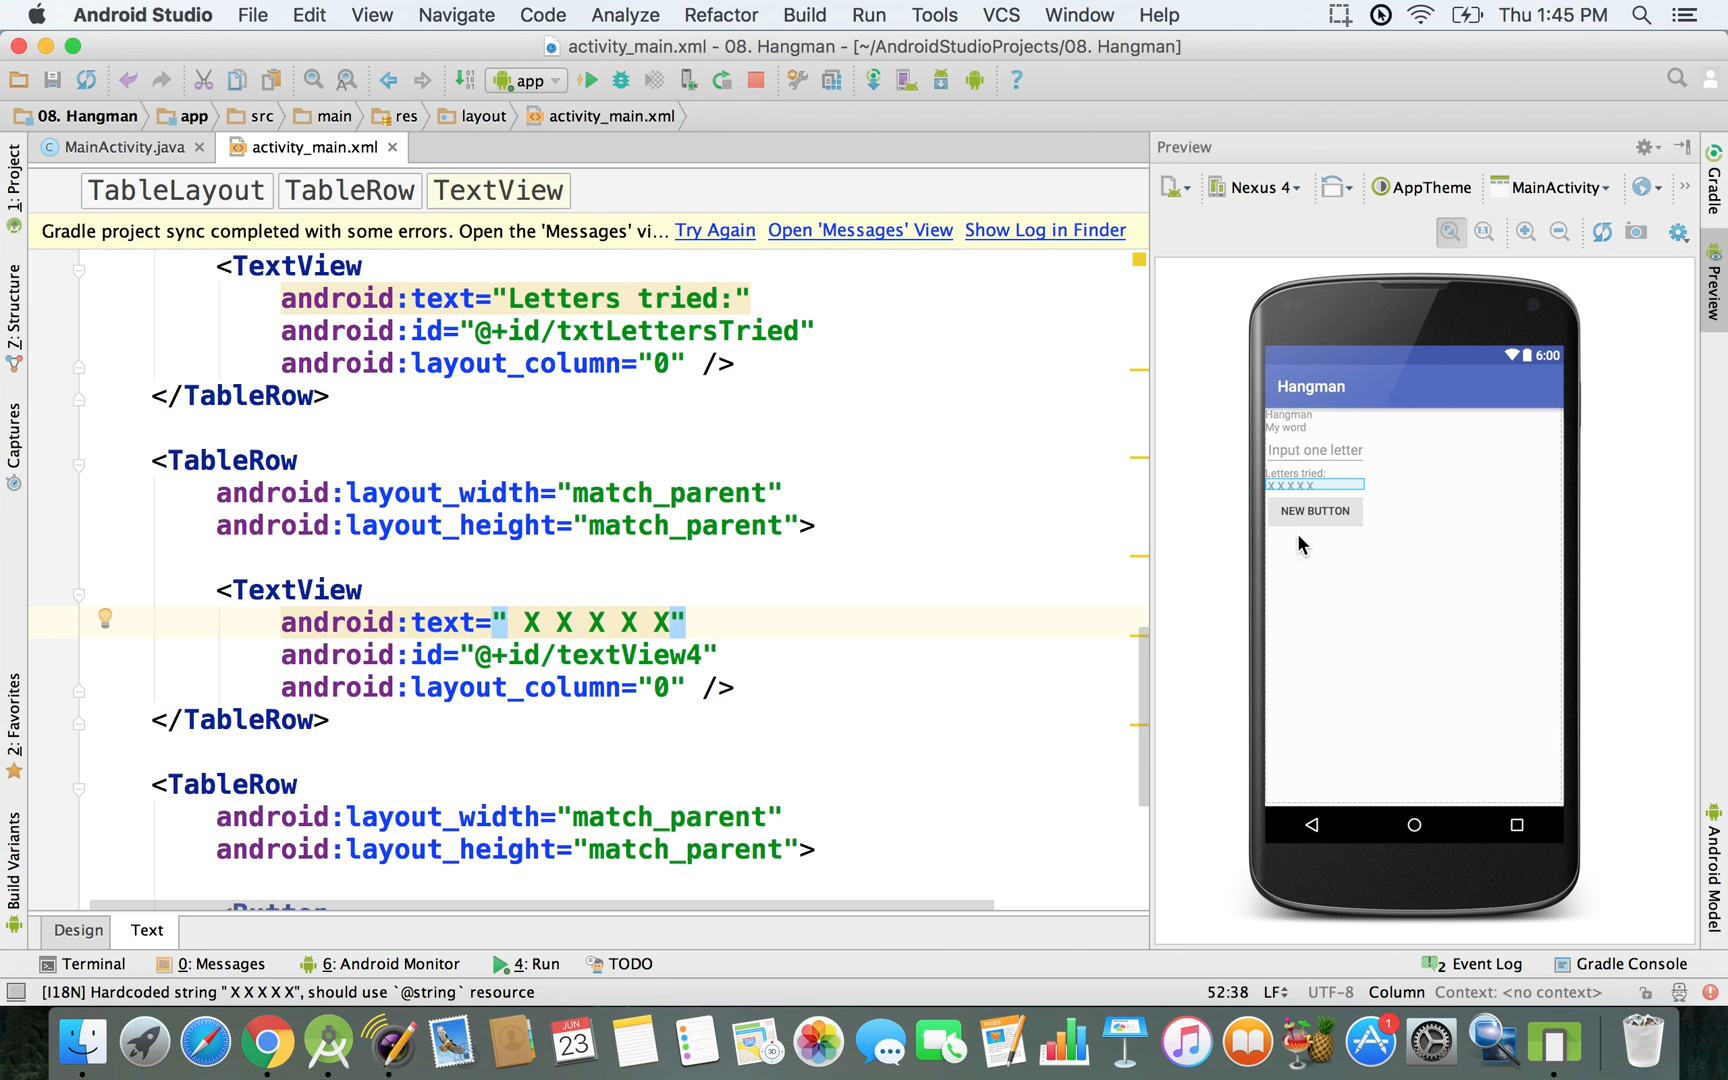 Android Studio File Edit View Navigate Code Analyze Refactor Build Run Tools VCS Window Help Thu 1:45 PM
activity_main.xml - 08. Hangman - [~/AndroidStudioProjects/08. Hangman]
app
08. Hangman app src main res layout activity_main.xml
MainActivity.java activity_main.xml
Preview
TableLayout TableRow TextView
Nexus 4 AppTheme MainActivity
Gradle project sync completed with some errors. Open the 'Messages' vi... Try Again Open 'Messages' View Show Log in Finder
<TextView
android:text="Letters tried:"
android:id="@+id/txtLettersTried"
android:layout_column="0" />
</TableRow>
<TableRow
android:layout_width="match_parent"
android:layout_height="match_parent">
<TextView
android:text=" X X X X X"
android:id="@+id/textView4"
android:layout_column="0" />
</TableRow>
<TableRow
android:layout_width="match_parent"
android:layout_height="match_parent">
<Button
6:00
Hangman
Hangman
My word
Input one letter
Letters tried:
X X X X X
NEW BUTTON
1: Project
7: Structure
Captures
2: Favorites
Build Variants
Gradle
Preview
Android Model
Design Text
Terminal 0: Messages 6: Android Monitor 4: Run TODO 2 Event Log Gradle Console
[I18N] Hardcoded string " X X X X X", should use `@string` resource 52:38 LF UTF-8 Column Context: <no context>
JUN
23
3D
1